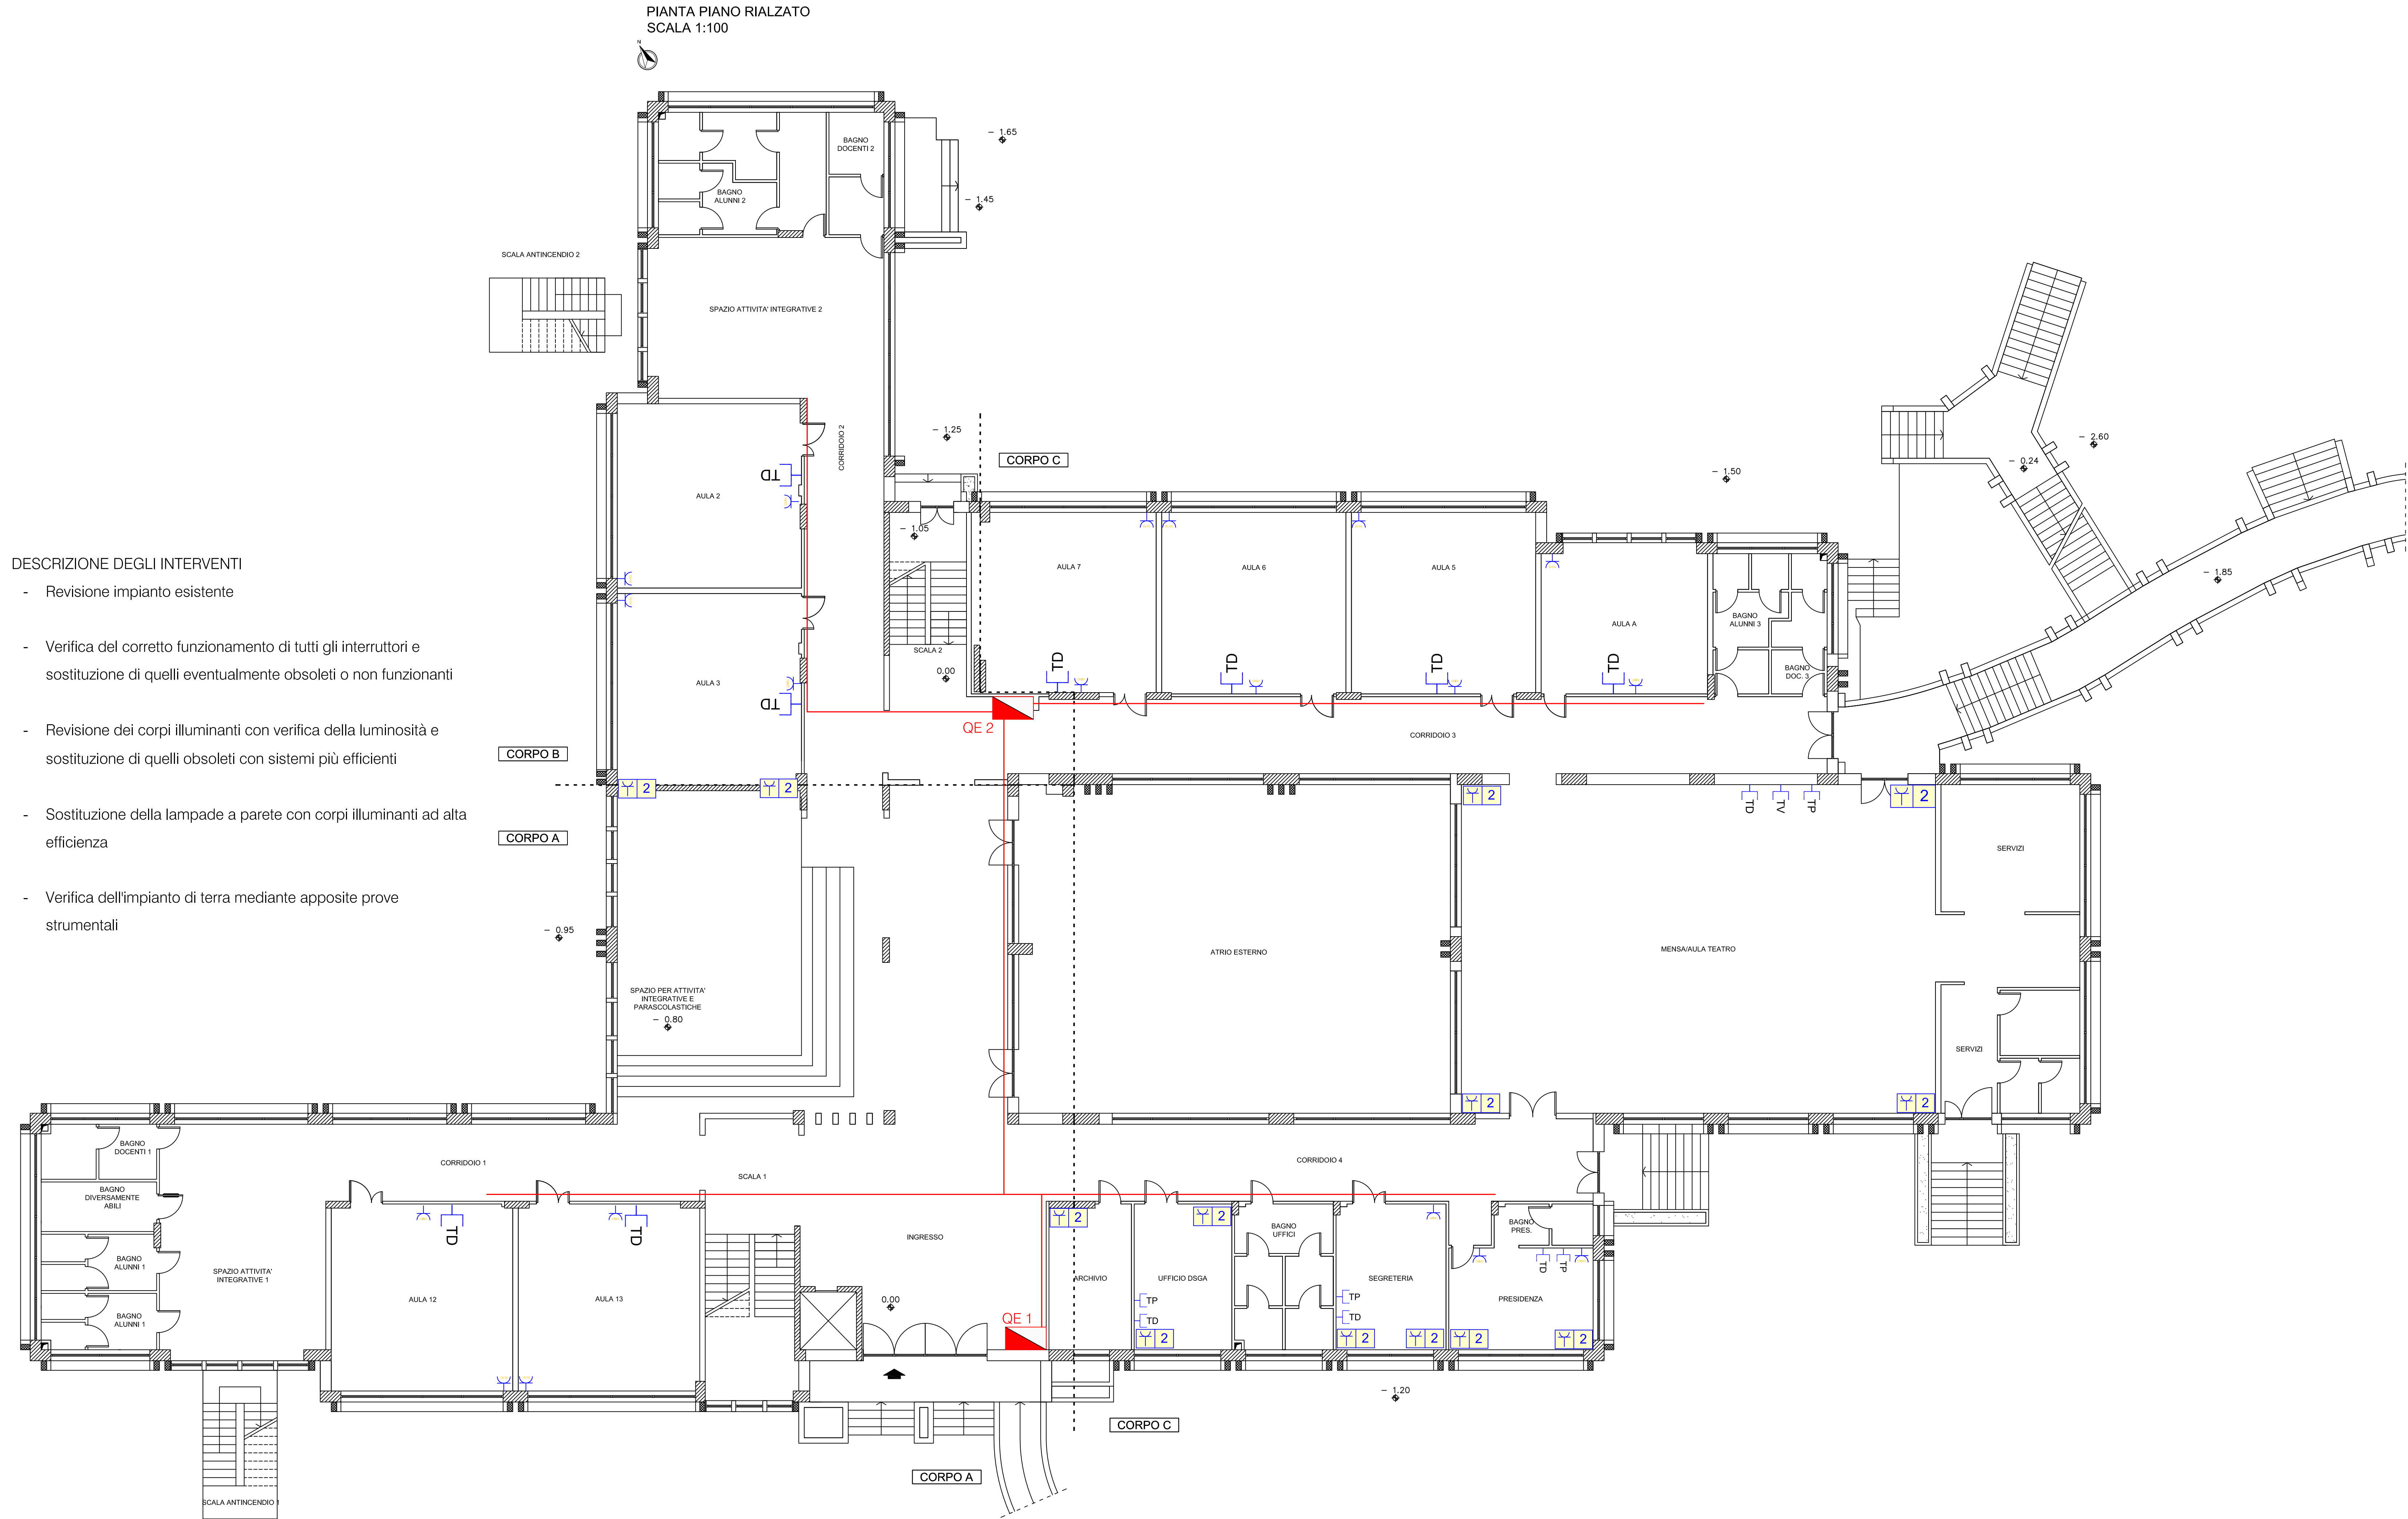 PIANTA PIANO RIALZATO
SCALA 1:100
N
BAGNO
DOCENTI 2
- 1.65
BAGNO
ALUNNI 2
- 1.45
SCALA ANTINCENDIO 2
SPAZIO ATTIVITA' INTEGRATIVE 2
CORRIDOIO 2
- 1.25
CORPO C
- 2.60
- 0.24
- 1.50
TD
AULA 2
- 1.05
DESCRIZIONE DEGLI INTERVENTI
- Revisione impianto esistente
- Verifica del corretto funzionamento di tutti gli interruttori e
sostituzione di quelli eventualmente obsoleti o non funzionanti
- Revisione dei corpi illuminanti con verifica della luminosità e
sostituzione di quelli obsoleti con sistemi più efficienti
- Sostituzione della lampade a parete con corpi illuminanti ad alta
efficienza
- Verifica dell'impianto di terra mediante apposite prove
strumentali
AULA 7
AULA 6
AULA 5
- 1.85
BAGNO
ALUNNI 3
AULA A
SCALA 2
0.00
TD
TD
TD
TD
BAGNO
DOC. 3
AULA 3
TD
QE 2
CORRIDOIO 3
CORPO B
2
2
2
TD
TV
TP
2
CORPO A
SERVIZI
- 0.95
ATRIO ESTERNO
MENSA/AULA TEATRO
SPAZIO PER ATTIVITA'
INTEGRATIVE E
PARASCOLASTICHE
- 0.80
SERVIZI
2
2
BAGNO
DOCENTI 1
CORRIDOIO 1
SCALA 1
CORRIDOIO 4
BAGNO
DIVERSAMENTE
ABILI
2
2
TD
TD
INGRESSO
BAGNO
UFFICI
BAGNO
PRES.
BAGNO
ALUNNI 1
SPAZIO ATTIVITA'
INTEGRATIVE 1
TD
TP
ARCHIVIO
UFFICIO DSGA
SEGRETERIA
AULA 12
AULA 13
0.00
TP
TP
PRESIDENZA
BAGNO
ALUNNI 1
QE 1
TD
TD
2
2
2
2
2
- 1.20
CORPO C
CORPO A
SCALA ANTINCENDIO 1